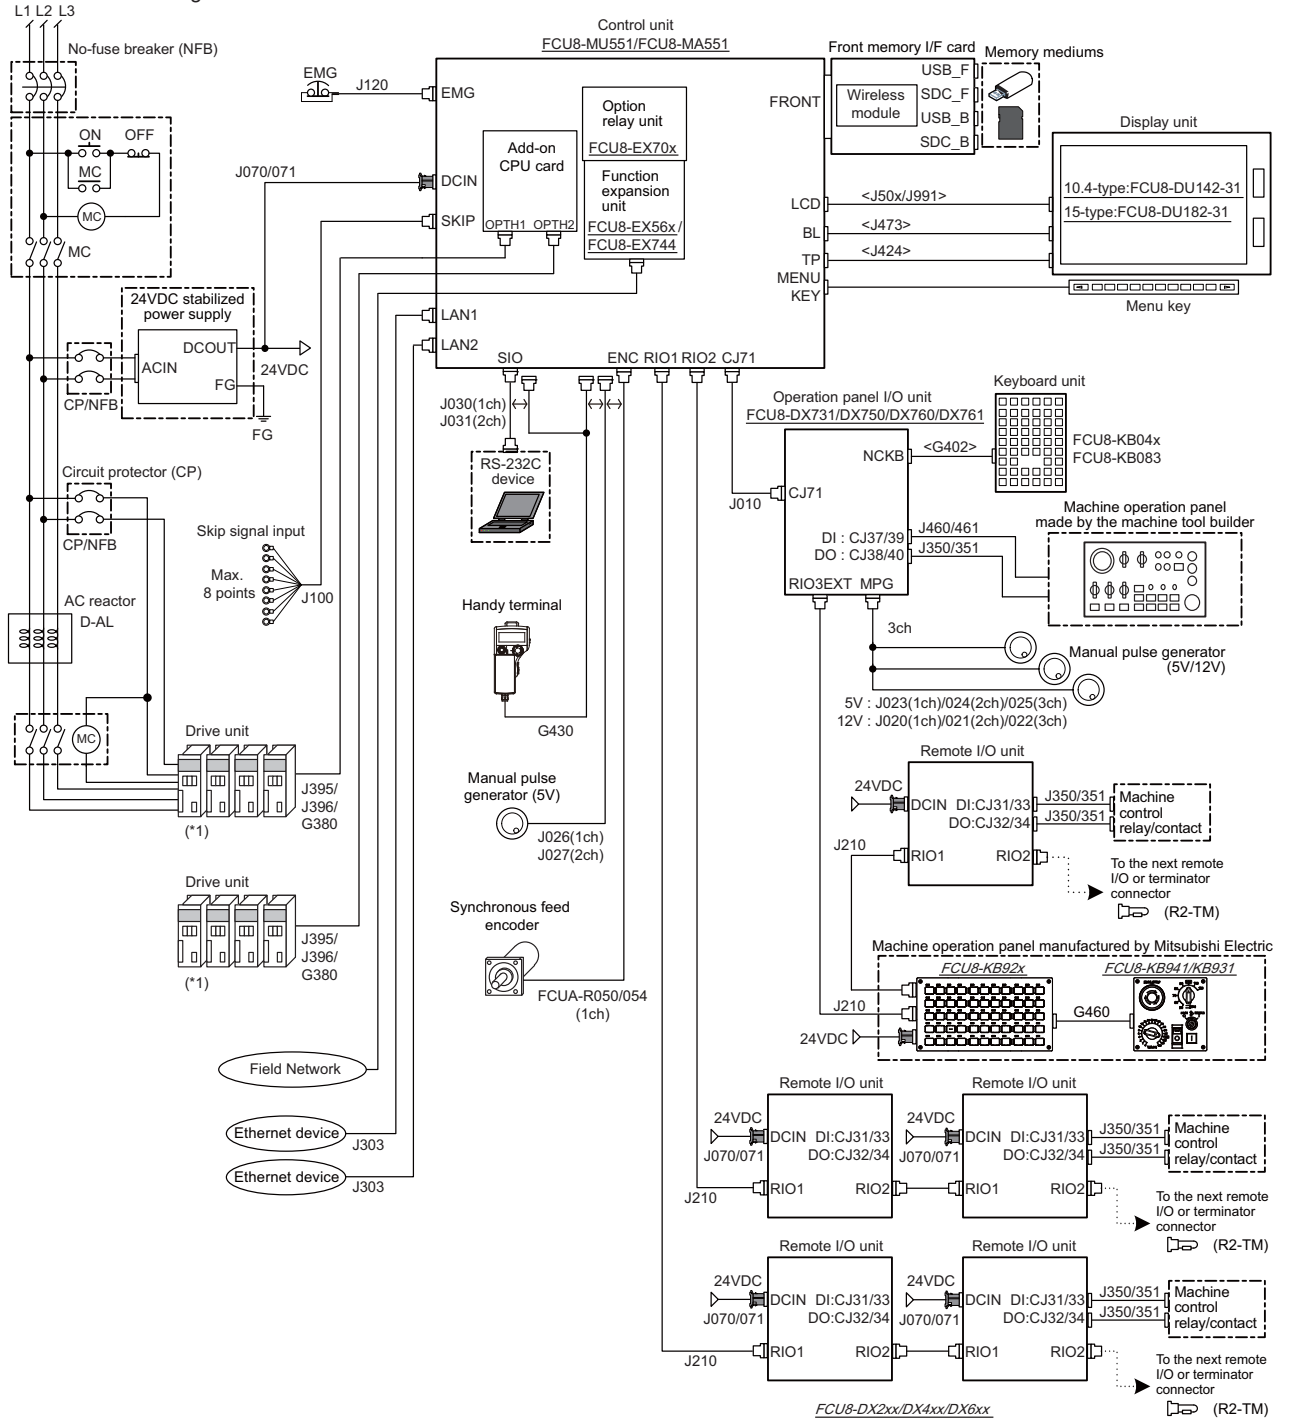 L1 L2 L3
No-fuse breaker (NFB)
ON
OFF
MC
MC
MC
24VDC stabilized
power supply
DCOUT
ACIN
FG
24VDC
CP/NFB
FG
Circuit protector (CP)
CP/NFB
Skip signal input
Max.
8 points
J100
AC reactor
D-AL
MC
Drive unit
J395/
J396/
G380
(*1)
Drive unit
J395/
J396/
G380
(*1)
Field Network
Ethernet device
J303
Ethernet device
J303
EMG
J120
J070/071
Control unit
FCU8-MU551/FCU8-MA551
EMG
DCIN
SKIP
LAN1
LAN2
Add-on
CPU card
OPTH1 OPTH2
Option
relay unit
FCU8-EX70x
Function
expansion
unit
FCU8-EX56x/
FCU8-EX744
FRONT
LCD
BL
TP
MENU
KEY
SIO
ENC RIO1 RIO2 CJ71
Front memory I/F card
Wireless
module
USB_F
SDC_F
USB_B
SDC_B
Memory mediums
Display unit
10.4-type:FCU8-DU142-31
15-type:FCU8-DU182-31
<J50x/J991>
<J473>
<J424>
Menu key
J030(1ch)
J031(2ch)
RS-232C
device
Handy terminal
G430
Manual pulse
generator (5V)
J026(1ch)
J027(2ch)
Synchronous feed
encoder
FCUA-R050/054
(1ch)
Operation panel I/O unit
FCU8-DX731/DX750/DX760/DX761
NCKB
CJ71
J010
DI : CJ37/39
DO : CJ38/40
RIO3EXT MPG
<G402>
Keyboard unit
FCU8-KB04x
FCU8-KB083
J460/461
J350/351
Machine operation panel
made by the machine tool builder
3ch
Manual pulse generator
(5V/12V)
5V : J023(1ch)/024(2ch)/025(3ch)
12V : J020(1ch)/021(2ch)/022(3ch)
Remote I/O unit
24VDC
DCIN DI:CJ31/33
DO:CJ32/34
J350/351
J350/351
Machine
control
relay/contact
J210
RIO1
RIO2
To the next remote
I/O or terminator
connector
(R2-TM)
Machine operation panel manufactured by Mitsubishi Electric
FCU8-KB92x
FCU8-KB941/KB931
J210
24VDC
G460
Remote I/O unit
Remote I/O unit
24VDC
DCIN DI:CJ31/33
DO:CJ32/34
J070/071
24VDC
DCIN DI:CJ31/33
DO:CJ32/34
J070/071
J350/351
J350/351
Machine
control
relay/contact
J210
RIO1
RIO2
RIO1
RIO2
To the next remote
I/O or terminator
connector
(R2-TM)
Remote I/O unit
Remote I/O unit
24VDC
DCIN DI:CJ31/33
DO:CJ32/34
J070/071
24VDC
DCIN DI:CJ31/33
DO:CJ32/34
J070/071
J350/351
J350/351
Machine
control
relay/contact
J210
RIO1
RIO2
RIO1
RIO2
To the next remote
I/O or terminator
connector
(R2-TM)
FCU8-DX2xx/DX4xx/DX6xx